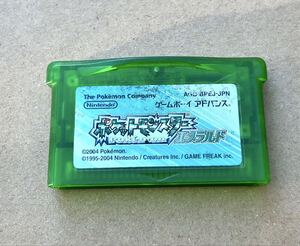 The Pokémon Company AGB-BPEJ-JPN
Nintendo ゲームボーイ アドバンス
ポケットモンスター
エメラルド
©2004 Pokémon.
©1995-2004 Nintendo / Creatures inc. / GAME FREAK inc.